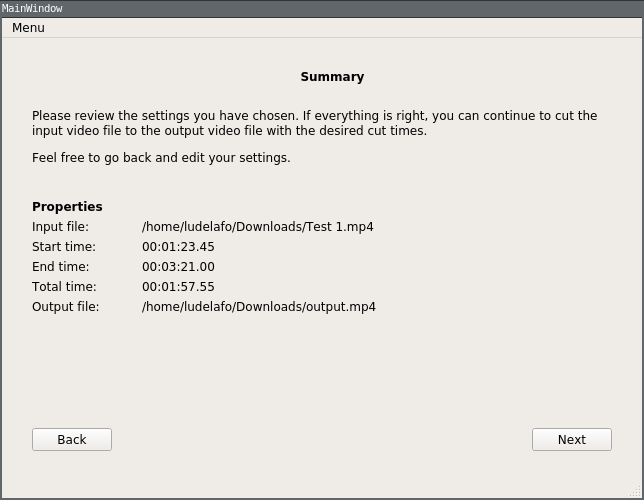 MainWindow
Menu
Summary
Please review the settings you have chosen. If everything is right, you can continue to cut the
input video file to the output video file with the desired cut times.
Feel free to go back and edit your settings.
Properties
Input file: /home/ludelafo/Downloads/Test 1.mp4
Start time: 00:01:23.45
End time: 00:03:21.00
Total time: 00:01:57.55
Output file: /home/ludelafo/Downloads/output.mp4
Back Next